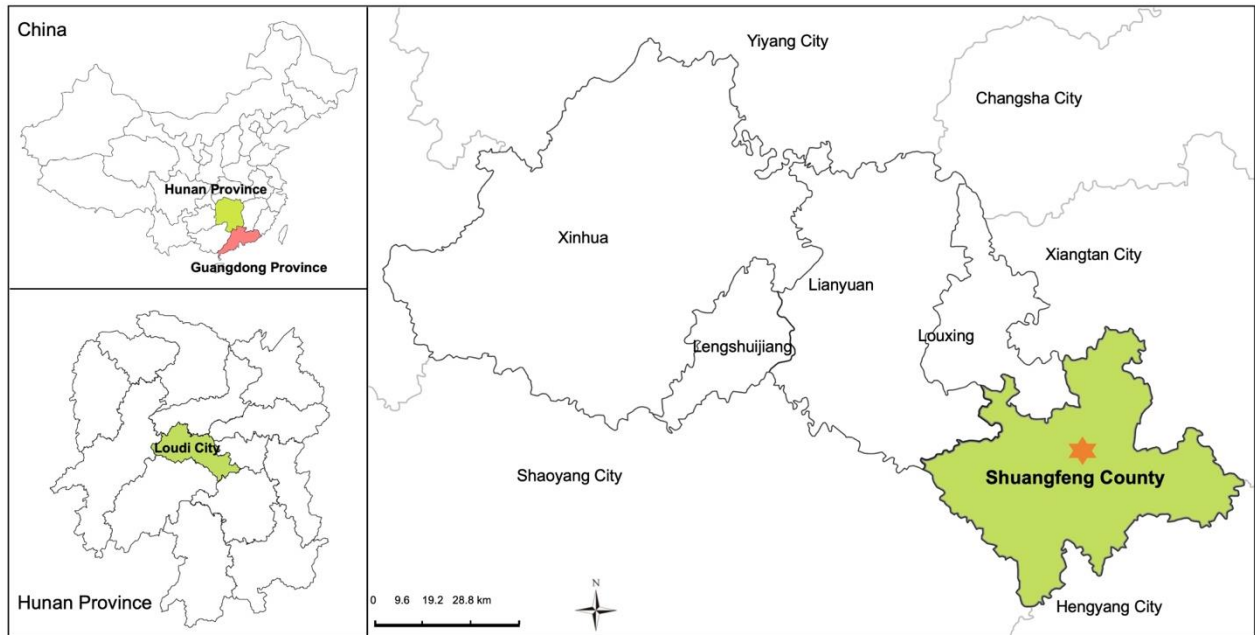 China
Hunan Province
Guangdong Province
Loudi City
Hunan Province
Yiyang City
Changsha City
Xinhua
Xiangtan City
Lianyuan
Lengshuijiang
Louxing
Shaoyang City
Shuangfeng County
0 9.6 19.2 28.8 km
N
Hengyang City